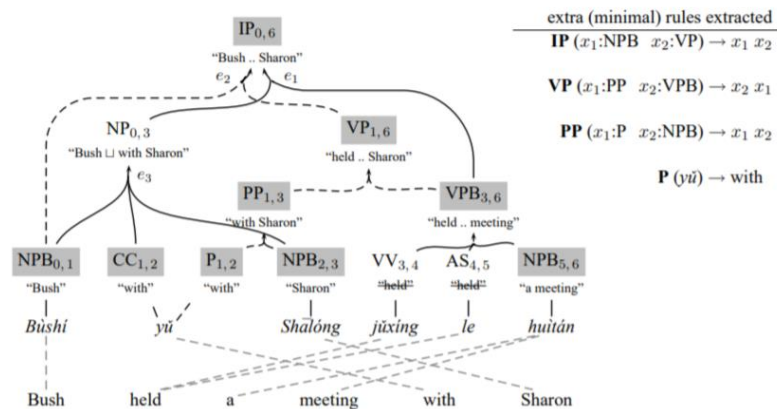 extra (minimal) rules extracted
IP (x₁:NPB x₂:VP) → x₁ x₂
VP (x₁:PP x₂:VPB) → x₂ x₁
PP (x₁:P x₂:NPB) → x₁ x₂
P (yǔ) → with
IP₀,₆
“Bush .. Sharon”
e₂ e₁
NP₀,₃ VP₁,₆
“Bush ⊔ with Sharon” “held .. Sharon”
e₃
PP₁,₃ VPB₃,₆
“with Sharon” “held .. meeting”
NPB₀,₁ CC₁,₂ P₁,₂ NPB₂,₃ VV₃,₄ AS₄,₅ NPB₅,₆
“Bush” “with” “with” “Sharon” “held” “held” “a meeting”
Bùshí yǔ Shālóng jǔxíng le huìtán
Bush held a meeting with Sharon